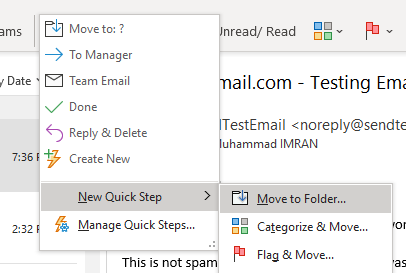 ams
Move to: ?
Unread/ Read
To Manager
y Date
mail.com - Testing Ema
Team Email
Done
lTestEmail <noreply@sendte
Reply & Delete
luhammad IMRAN
7:36 P
Create New
New Quick Step
Move to Folder...
2:32 P
Manage Quick Steps...
Categorize & Move...
Flag & Move...
This is not spam